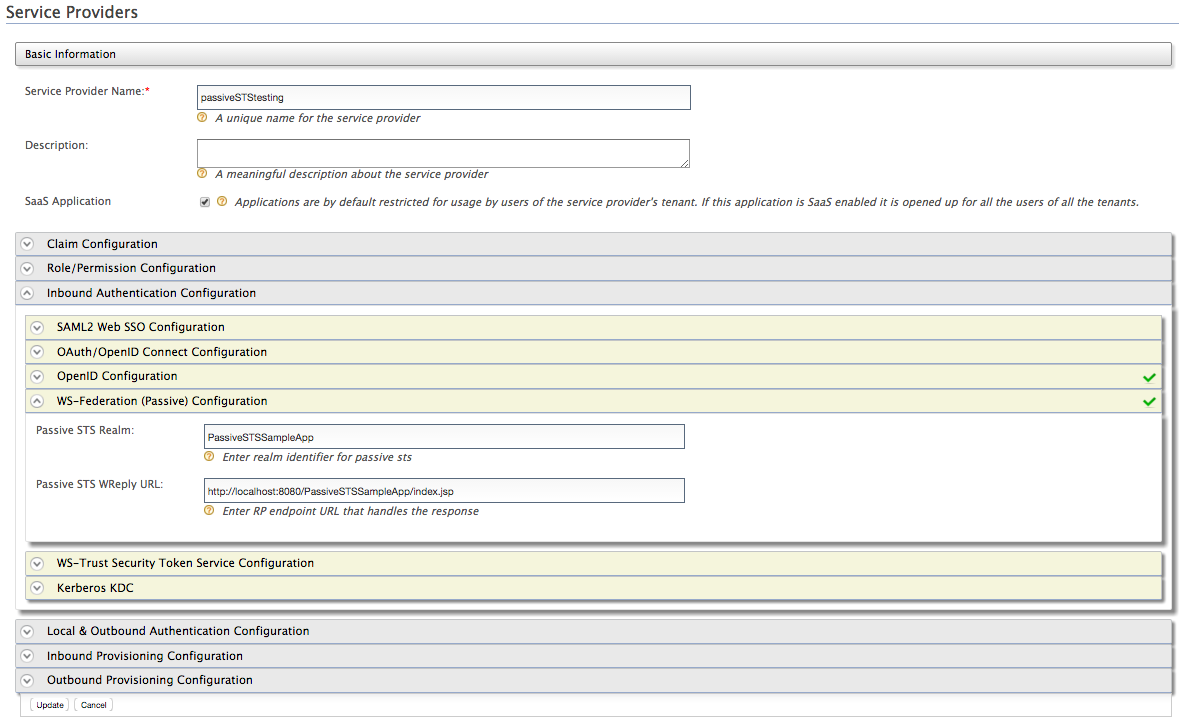 Service Providers
Basic Information
Service Provider Name:*
passiveSTStesting
A unique name for the service provider
Description:
A meaningful description about the service provider
SaaS Application
Applications are by default restricted for usage by users of the service provider's tenant. If this application is SaaS enabled it is opened up for all the users of all the tenants.
Claim Configuration
Role/Permission Configuration
Inbound Authentication Configuration
SAML2 Web SSO Configuration
OAuth/OpenID Connect Configuration
OpenID Configuration
WS-Federation (Passive) Configuration
Passive STS Realm:
PassiveSTSSampleApp
Enter realm identifier for passive sts
Passive STS WReply URL:
http://localhost:8080/PassiveSTSSampleApp/index.jsp
Enter RP endpoint URL that handles the response
WS-Trust Security Token Service Configuration
Kerberos KDC
Local & Outbound Authentication Configuration
Inbound Provisioning Configuration
Outbound Provisioning Configuration
Update Cancel